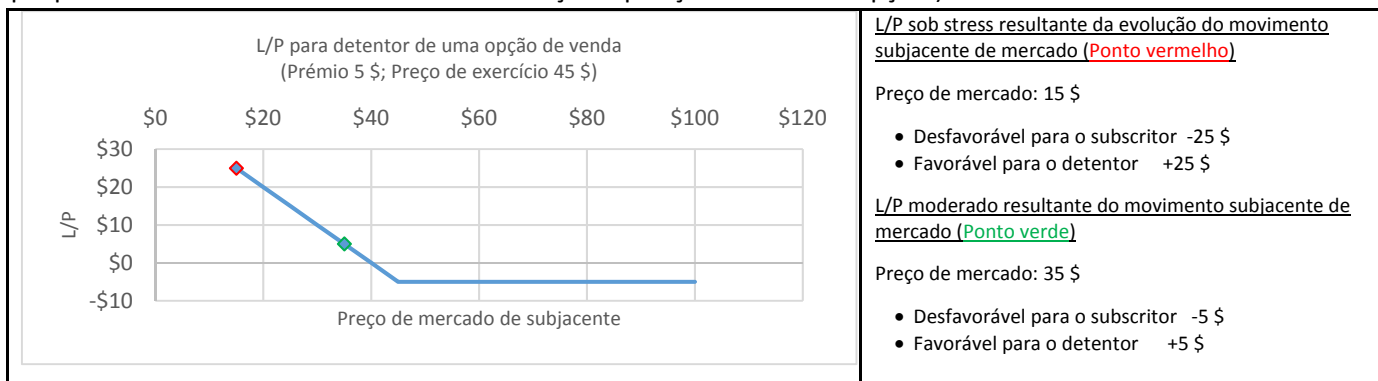 L/P para detentor de uma opção de venda
(Prémio 5 $; Preço de exercício 45 $)
$0 $20 $40 $60 $80 $100 $120
$30
$20
$10
$0
-$10
L/P
Preço de mercado de subjacente
L/P sob stress resultante da evolução do movimento
subjacente de mercado (Ponto vermelho)
Preço de mercado: 15 $
• Desfavorável para o subscritor -25 $
• Favorável para o detentor +25 $
L/P moderado resultante do movimento subjacente de
mercado (Ponto verde)
Preço de mercado: 35 $
• Desfavorável para o subscritor -5 $
• Favorável para o detentor +5 $